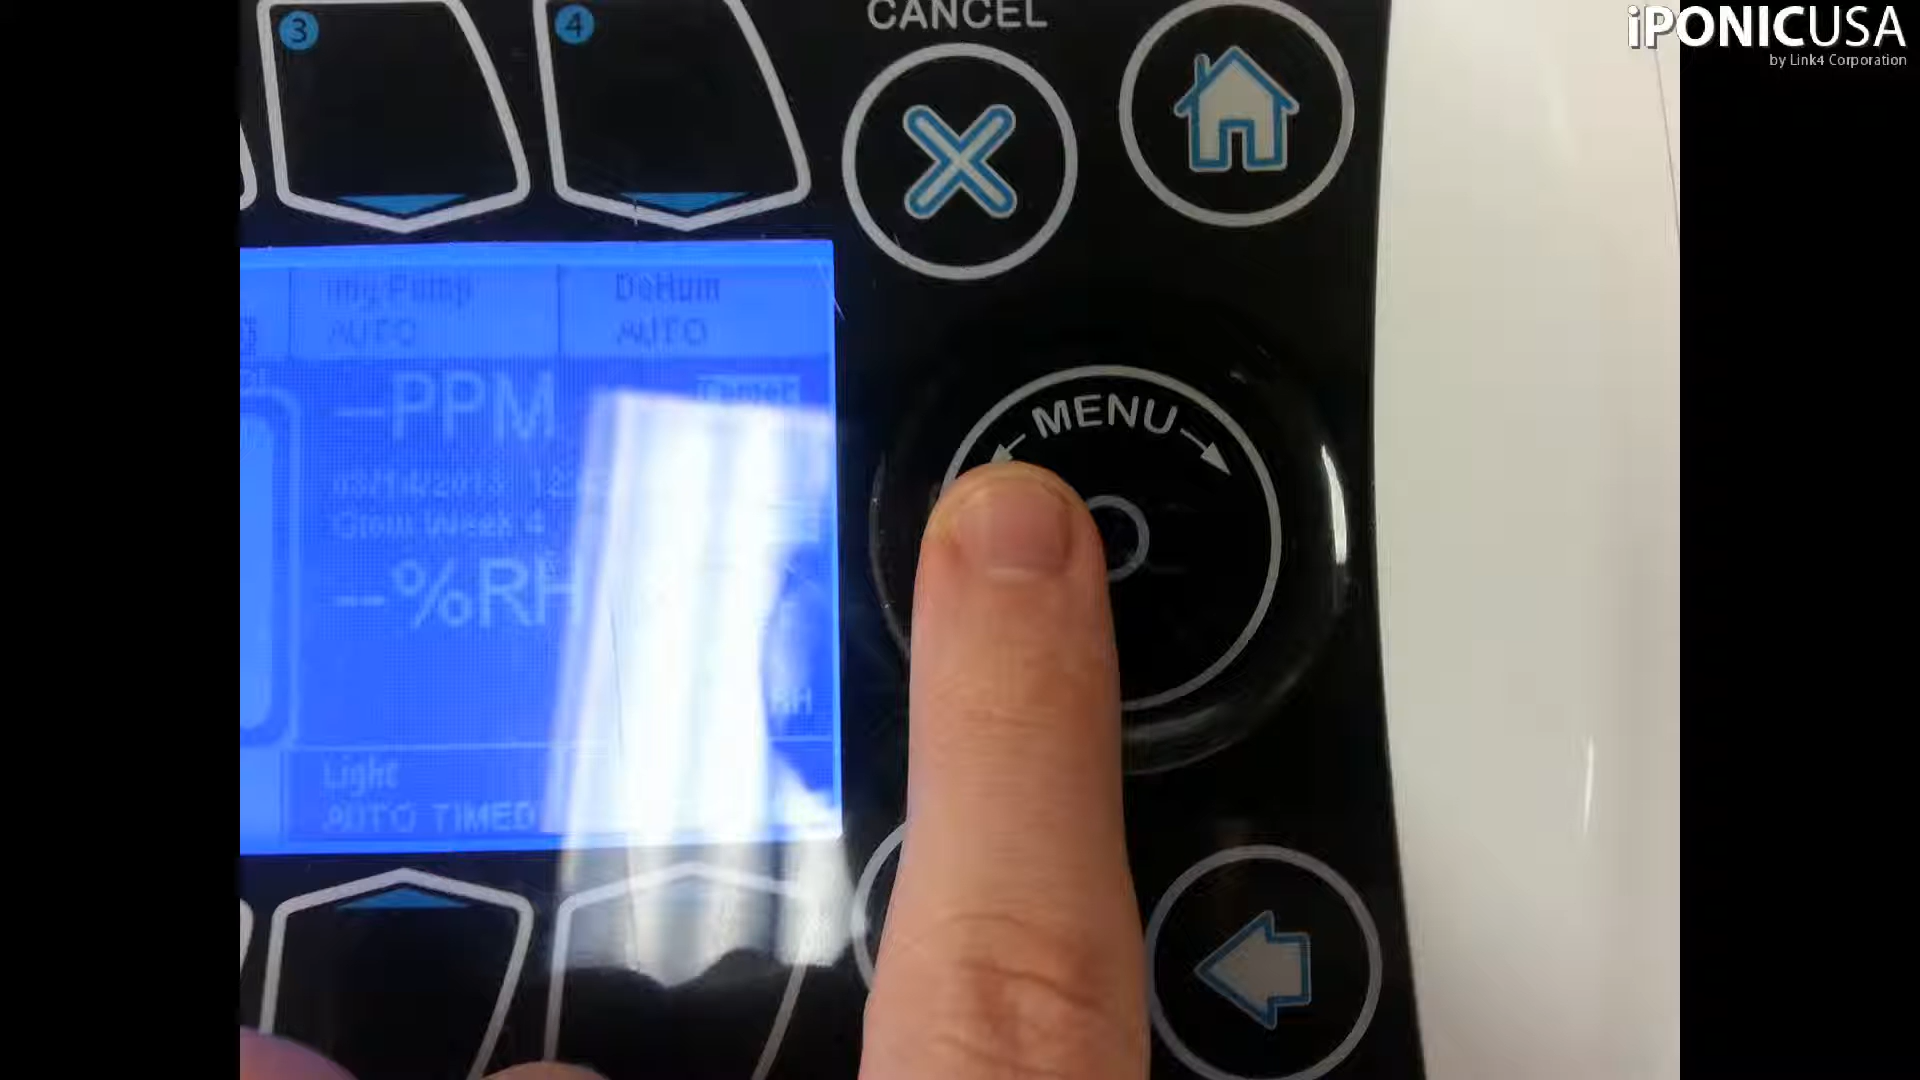 iPONICUSA
by Link4 Corporation
CANCEL
3
4
MENU
Irrig Pump
DeHum
AUTO
AUTO
--PPM
Grow Week 4
--%RH
RH
Light
AUTO TIMED